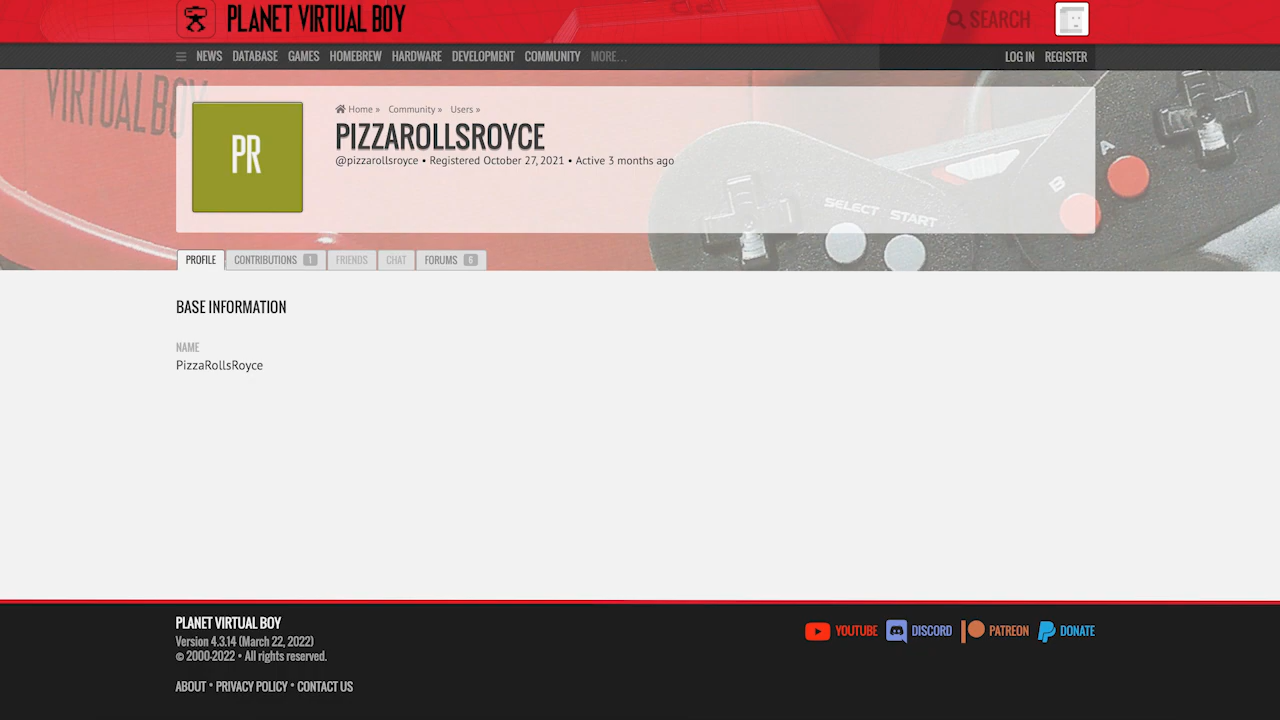 PLANET VIRTUAL BOY
SEARCH
NEWS DATABASE GAMES HOMEBREW HARDWARE DEVELOPMENT COMMUNITY MORE...
LOG IN REGISTER
VIRTUAL BOY
PR
Home » Community » Users »
PIZZAROLLSROYCE
@pizzarollsroyce • Registered October 27, 2021 • Active 3 months ago
A
B
SELECT START
PROFILE CONTRIBUTIONS 1 FRIENDS CHAT FORUMS 6
BASE INFORMATION
NAME
PizzaRollsRoyce
PLANET VIRTUAL BOY
Version 4.3.14 (March 22, 2022)
© 2000-2022 • All rights reserved.
YOUTUBE DISCORD PATREON DONATE
ABOUT • PRIVACY POLICY • CONTACT US